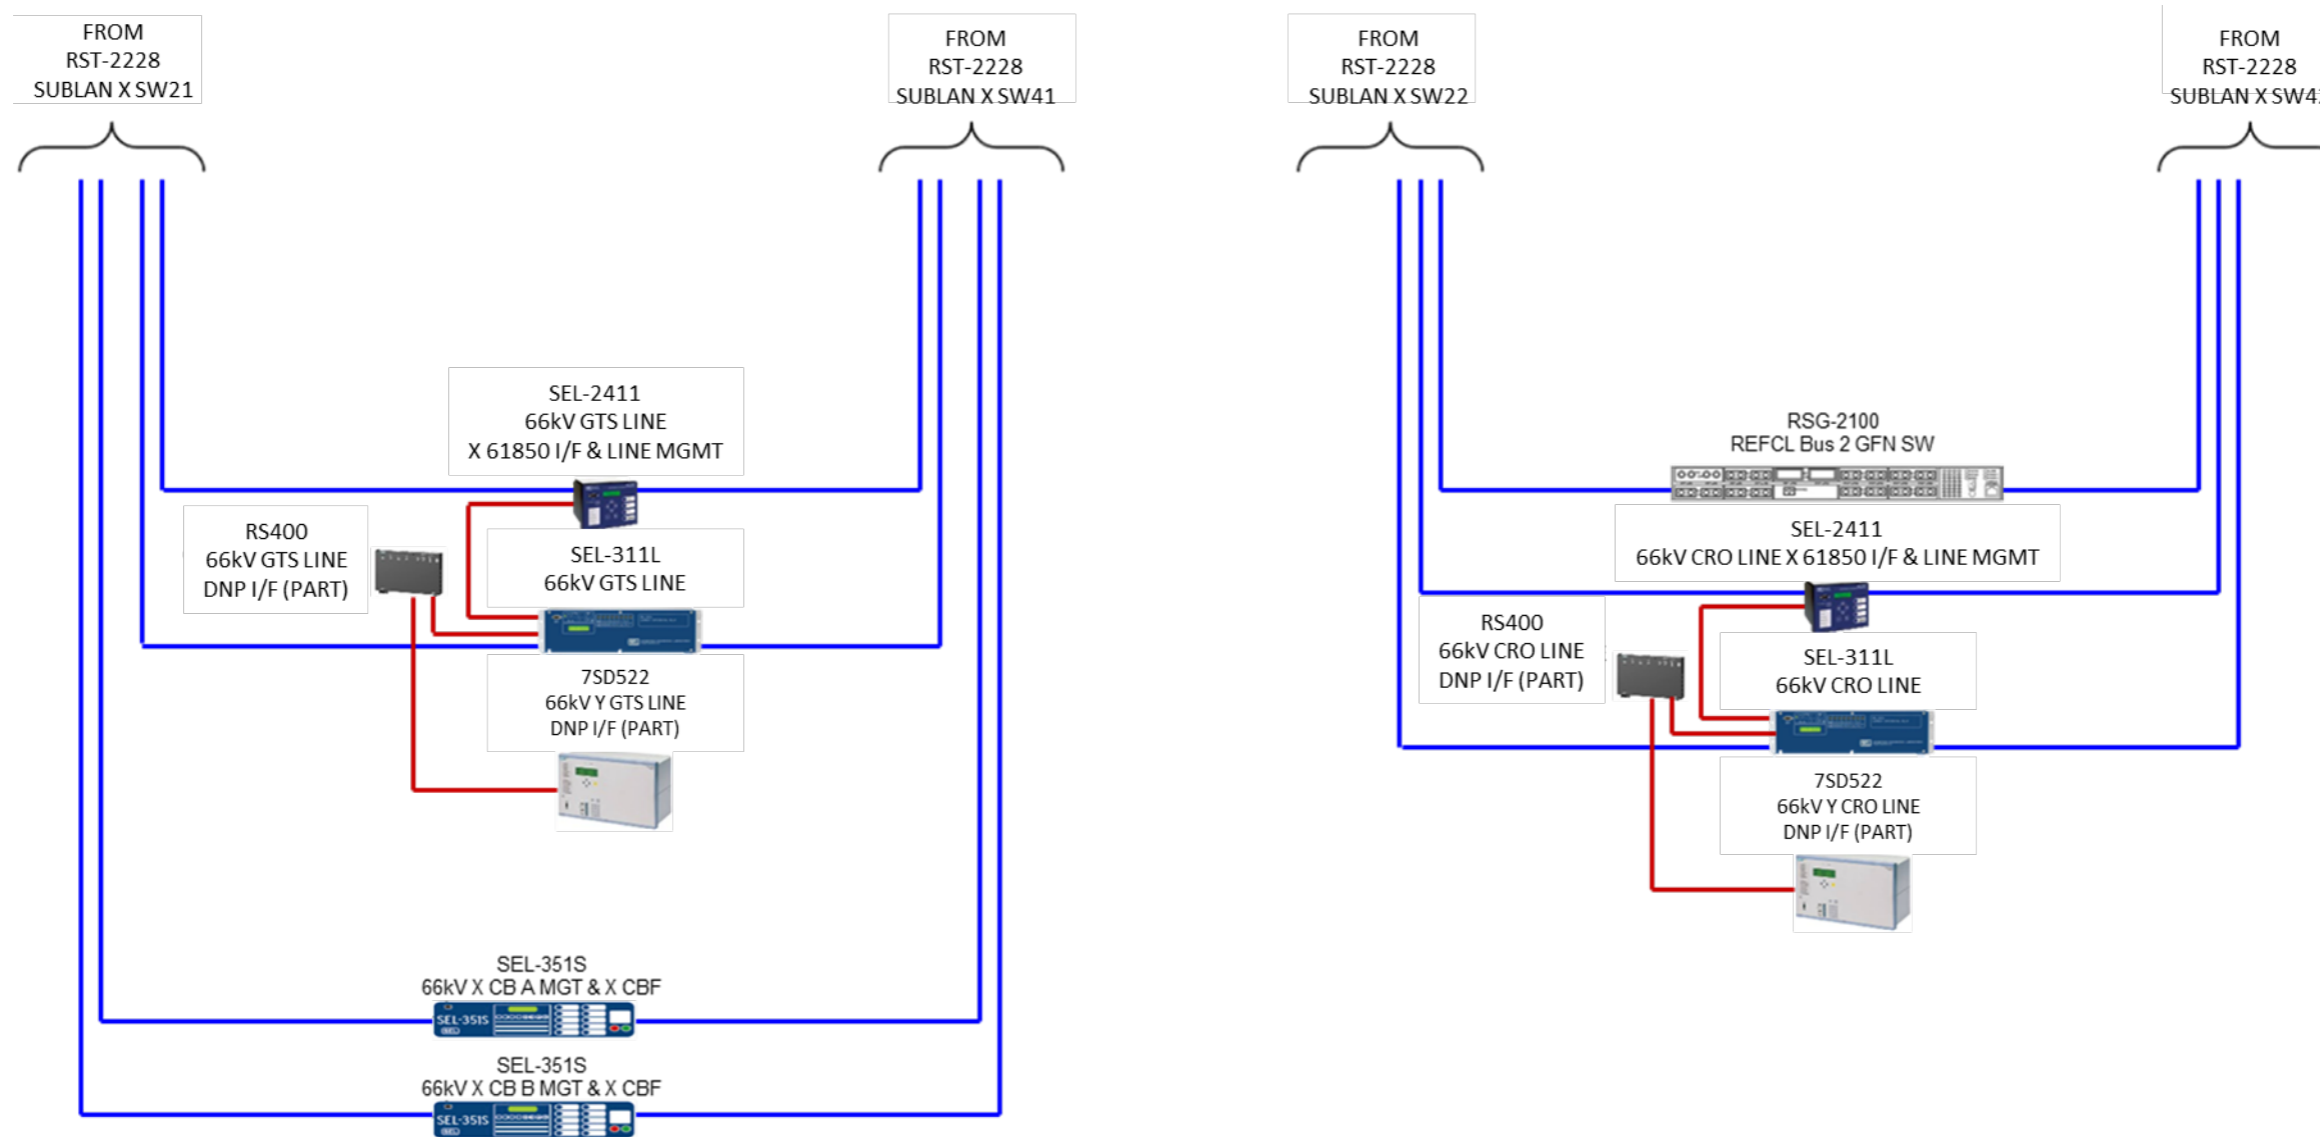 FROM
RST-2228
SUBLAN X SW21
FROM
RST-2228
SUBLAN X SW41
FROM
RST-2228
SUBLAN X SW22
FROM
RST-2228
SUBLAN X
SEL-2411
66kV GTS LINE
X 61850 I/F & LINE MGMT
RS400
66kV GTS LINE
DNP I/F (PART)
SEL-311L
66kV GTS LINE
7SD522
66kV Y GTS LINE
DNP I/F (PART)
SEL-351S
66kV X CB A MGT & X CBF
SEL-351S
SEL-351S
66kV X CB B MGT & X CBF
SEL-351S
RSG-2100
REFCL Bus 2 GFN SW
SEL-2411
66kV CRO LINE X 61850 I/F & LINE MGMT
RS400
66kV CRO LINE
DNP I/F (PART)
SEL-311L
66kV CRO LINE
7SD522
66kV Y CRO LINE
DNP I/F (PART)